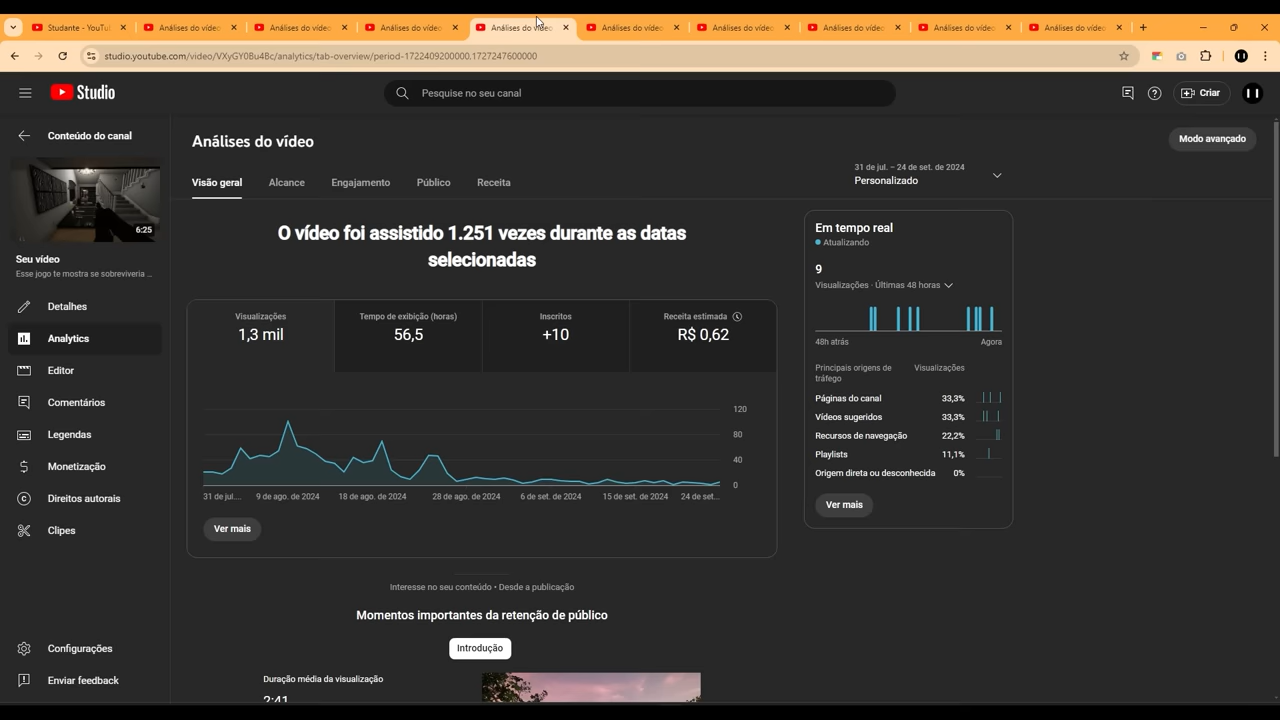 Studante - YouTu
Análises do vídeo
Análises do vídeo
Análises do vídeo
Análises do vídeo
Análises do vídeo
Análises do vídeo
Análises do vídeo
Análises do vídeo
Análises do vídeo
studio.youtube.com/video/VXyGY0Bu4Bc/analytics/tab-overview/period-1722409200000.1727247600000
Studio
Pesquise no seu canal
Criar
Conteúdo do canal
6:25
Seu vídeo
Esse jogo te mostra se sobreviveria ...
Detalhes
Analytics
Editor
Comentários
Legendas
Monetização
Direitos autorais
Clipes
Configurações
Enviar feedback
Análises do vídeo
Modo avançado
Visão geral
Alcance
Engajamento
Público
Receita
31 de jul. – 24 de set. de 2024
Personalizado
O vídeo foi assistido 1.251 vezes durante as datas
selecionadas
Visualizações
1,3 mil
Tempo de exibição (horas)
56,5
Inscritos
+10
Receita estimada
R$ 0,62
120
80
40
0
31 de jul....
9 de ago. de 2024
18 de ago. de 2024
28 de ago. de 2024
6 de set. de 2024
15 de set. de 2024
24 de set...
Ver mais
Interesse no seu conteúdo • Desde a publicação
Momentos importantes da retenção de público
Introdução
Duração média da visualização
2:41
Em tempo real
Atualizando
9
Visualizações · Últimas 48 horas
48h atrás
Agora
Principais origens de
tráfego
Visualizações
Páginas do canal
33,3%
Vídeos sugeridos
33,3%
Recursos de navegação
22,2%
Playlists
11,1%
Origem direta ou desconhecida
0%
Ver mais